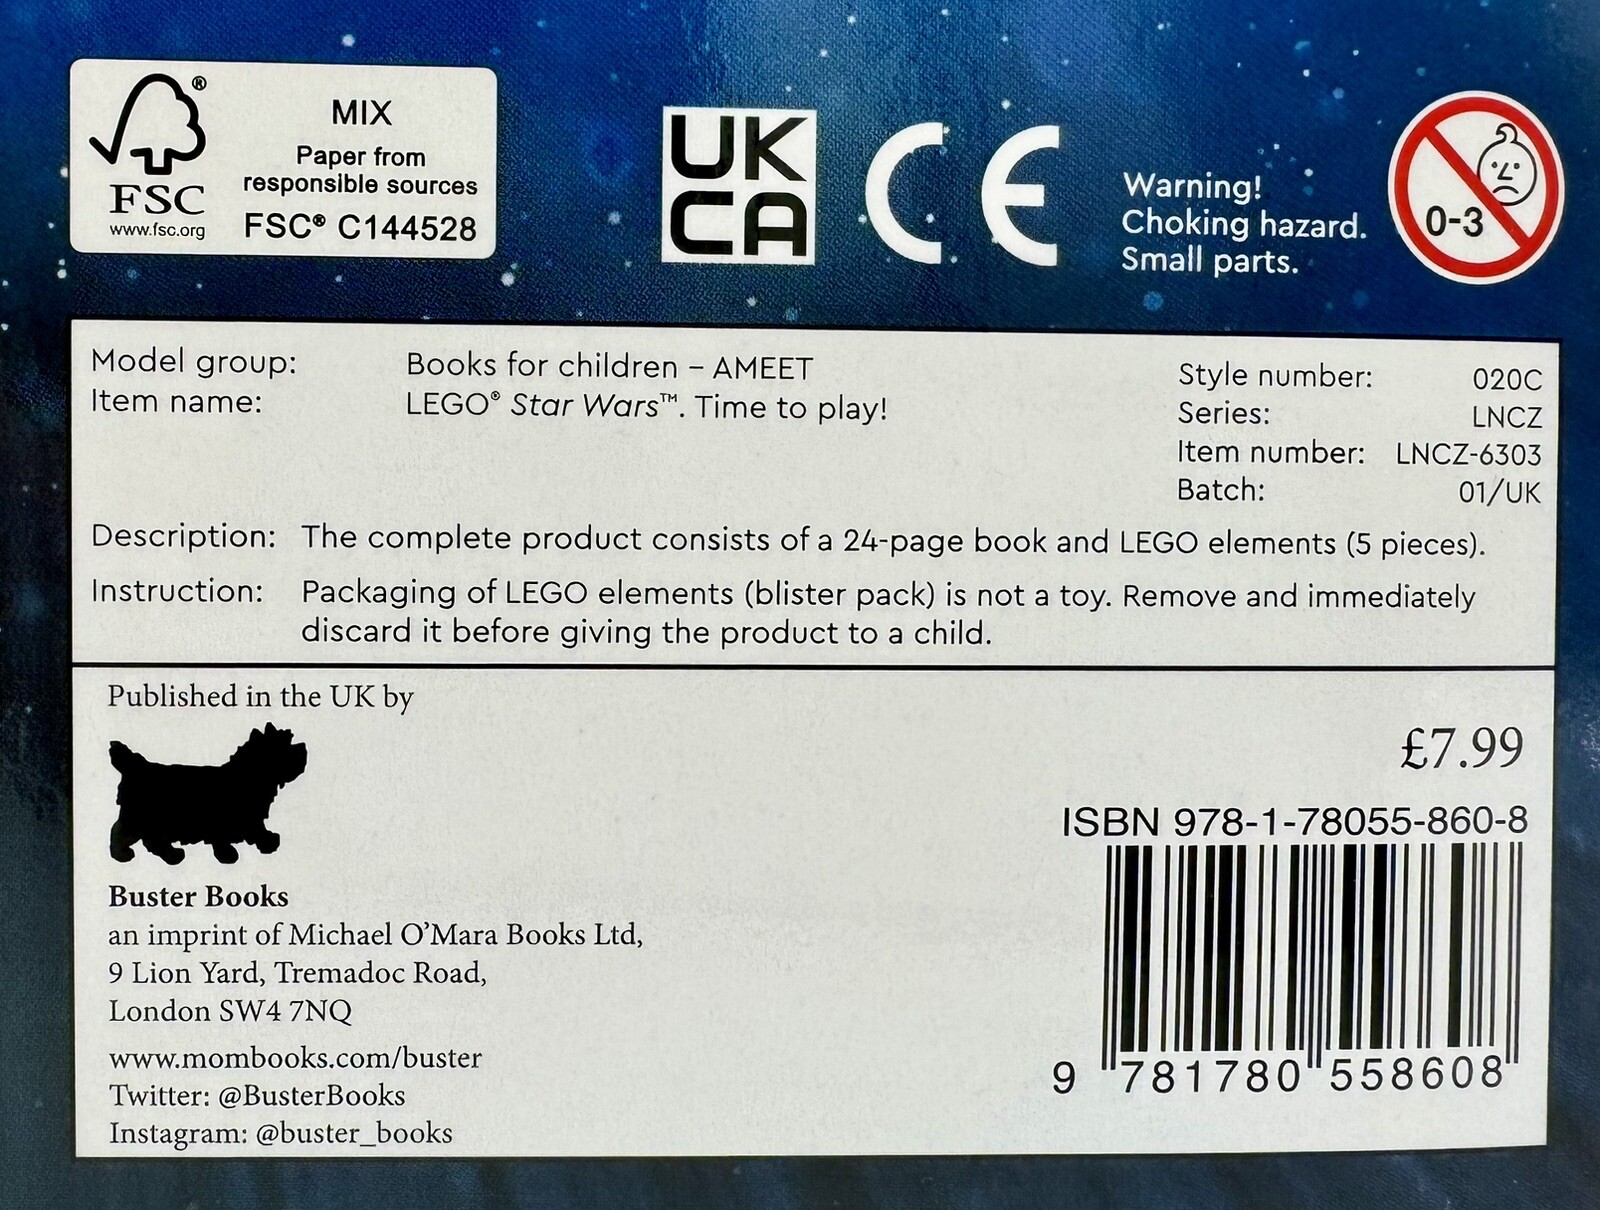 ®
FSC
www.fsc.org
MIX
Paper from
responsible sources
FSC® C144528
UK
CA
CE
Warning!
Choking hazard.
Small parts.
0-3
Model group: Books for children – AMEET
Item name: LEGO® Star Wars™. Time to play!
Style number: 020C
Series: LNCZ
Item number: LNCZ-6303
Batch: 01/UK
Description: The complete product consists of a 24-page book and LEGO elements (5 pieces).
Instruction: Packaging of LEGO elements (blister pack) is not a toy. Remove and immediately
discard it before giving the product to a child.
Published in the UK by
Buster Books
an imprint of Michael O’Mara Books Ltd,
9 Lion Yard, Tremadoc Road,
London SW4 7NQ
www.mombooks.com/buster
Twitter: @BusterBooks
Instagram: @buster_books
£7.99
ISBN 978-1-78055-860-8
9 781780 558608